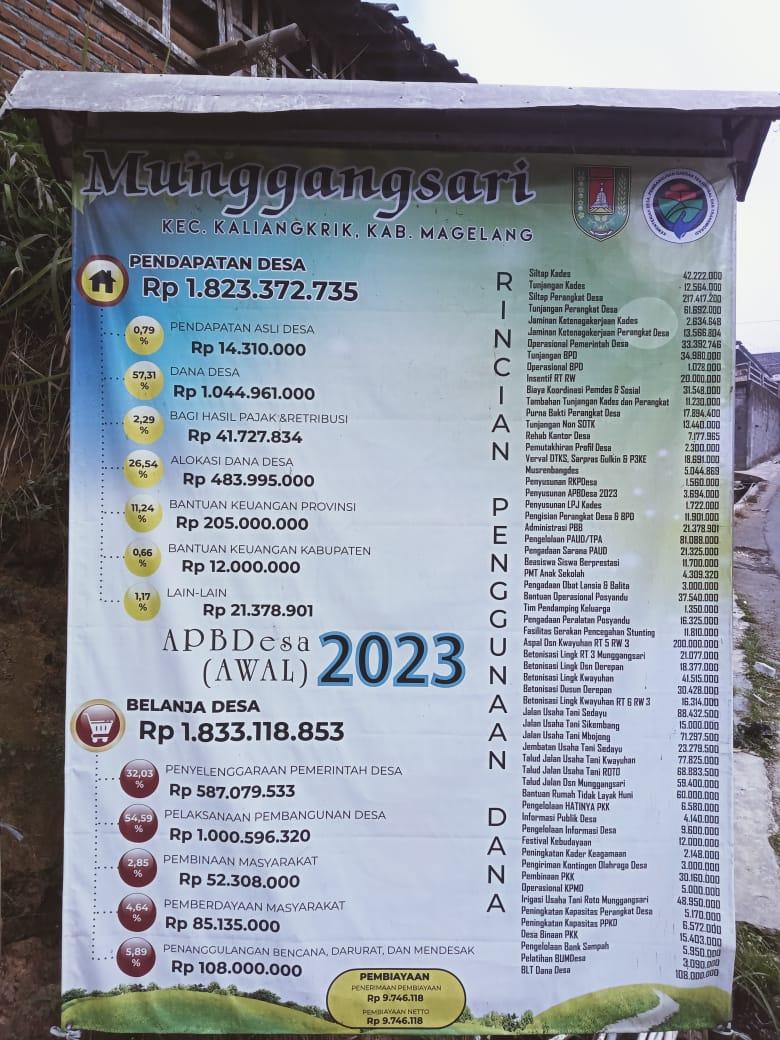 Munggangsari
KEC. KALIANGKRIK, KAB. MAGELANG
PENDAPATAN DESA
Rp 1.823.372.735
0,79 % PENDAPATAN ASLI DESA
Rp 14.310.000
57,31 % DANA DESA
Rp 1.044.961.000
2,29 % BAGI HASIL PAJAK &RETRIBUSI
Rp 41.727.834
26,54 % ALOKASI DANA DESA
Rp 483.995.000
11,24 % BANTUAN KEUANGAN PROVINSI
Rp 205.000.000
0,66 % BANTUAN KEUANGAN KABUPATEN
Rp 12.000.000
1,17 % LAIN-LAIN
Rp 21.378.901
APBDesa
(AWAL) 2023
BELANJA DESA
Rp 1.833.118.853
32,03 % PENYELENGGARAAN PEMERINTAH DESA
Rp 587.079.533
54,59 % PELAKSANAAN PEMBANGUNAN DESA
Rp 1.000.596.320
2,85 % PEMBINAAN MASYARAKAT
Rp 52.308.000
4,64 % PEMBERDAYAAN MASYARAKAT
Rp 85.135.000
5,89 % PENANGGULANGAN BENCANA, DARURAT, DAN MENDESAK
Rp 108.000.000
PEMBIAYAAN
PENERIMAAN PEMBIAYAAN
Rp 9.746.118
PEMBIAYAAN NETTO
Rp 9.746.118
RINCIAN PENGGUNAAN DANA
Siltap Kades 42.222.000
Tunjangan Kades 12.564.000
Siltap Perangkat Desa 217.417.200
Tunjangan Perangkat Desa 61.692.000
Jaminan Ketenagakerjaan Kades 2.634.648
Jaminan Ketenagakerjaan Perangkat Desa 13.566.804
Operasional Pemerintah Desa 33.392.746
Tunjangan BPD 34.980.000
Operasional BPD 1.028.000
Insentif RT RW 20.000.000
Biaya Koordinasi Pemdes & Sosial 31.548.000
Tambahan Tunjangan Kades dan Perangkat 11.230.000
Purna Bakti Perangkat Desa 17.894.400
Tunjangan Non SOTK 13.440.000
Rehab Kantor Desa 7.177.965
Pemutakhiran Profil Desa 2.300.000
Verval DTKS, Sarpras Gulkin & P3KE 18.691.000
Musrenbangdes 5.044.869
Penyusunan RKPDesa 1.560.000
Penyusunan APBDesa 2023 3.694.000
Penyusunan LPJ Kades 1.722.000
Pengisian Perangkat Desa & BPD 11.901.000
Administrasi PBB 21.378.901
Pengelolaan PAUD/TPA 81.088.000
Pengadaan Sarana PAUD 21.325.000
Beasiswa Siswa Berprestasi 11.700.000
PMT Anak Sekolah 4.309.320
Pengadaan Obat Lansia & Balita 3.000.000
Bantuan Operasional Posyandu 37.540.000
Tim Pendamping Keluarga 1.350.000
Pengadaan Peralatan Posyandu 16.325.000
Fasilitas Gerakan Pencegahan Stunting 11.810.000
Aspal Dsn Kwayuhan RT 5 RW 3 200.000.000
Betonisasi Lingk RT 3 Munggangsari 21.077.000
Betonisasi Lingk Dsn Derepan 18.377.000
Betonisasi Lingk Kwayuhan 41.515.000
Betonisasi Dusun Derepan 30.428.000
Betonisasi Lingk Kwayuhan RT 6 RW 3 16.314.000
Jalan Usaha Tani Sedayu 88.432.500
Jalan Usaha Tani Sikembang 15.000.000
Jalan Usaha Tani Mbojong 71.297.500
Jembatan Usaha Tani Sedayu 23.279.500
Talud Jalan Usaha Tani Kwayuhan 77.825.000
Talud Jalan Usaha Tani ROTO 68.883.500
Talud Jalan Dsn Munggangsari 59.400.000
Bantuan Rumah Tidak Layak Huni 60.000.000
Pengelolaan HATINYA PKK 6.580.000
Informasi Publik Desa 4.140.000
Pengelolaan Informasi Desa 9.600.000
Festival Kebudayaan 12.000.000
Peningkatan Kader Keagamaan 2.148.000
Pengiriman Kontingen Olahraga Desa 3.000.000
Pembinaan PKK 30.160.000
Operasional KPMD 5.000.000
Irigasi Usaha Tani Roto Munggangsari 48.950.000
Peningkatan Kapasitas Perangkat Desa 5.170.000
Peningkatan Kapasitas PPKD 6.572.000
Desa Binaan PKK 15.403.000
Pengelolaan Bank Sampah 5.950.000
Pelatihan BUMDesa 3.090.000
BLT Dana Desa 108.000.000